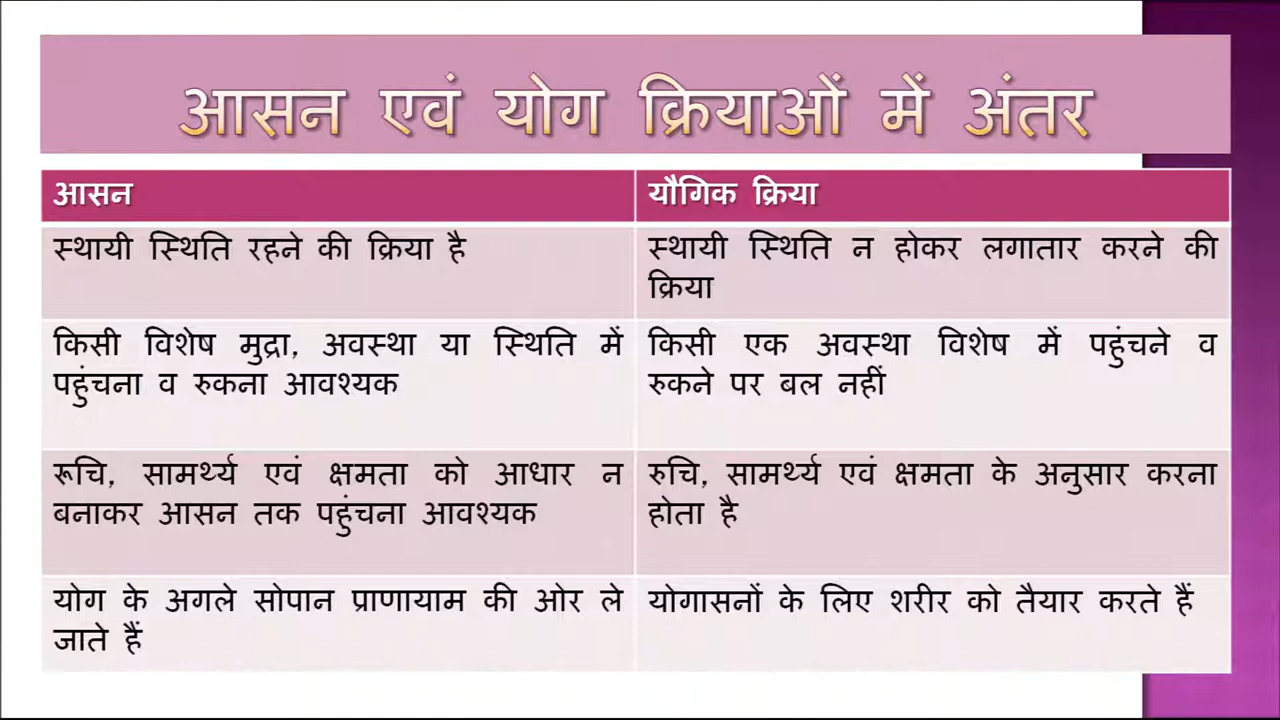 आसन एवं योग क्रियाओं में अंतर
आसन
यौगिक क्रिया
स्थायी स्थिति रहने की क्रिया है
स्थायी स्थिति न होकर लगातार करने की
क्रिया
किसी विशेष मुद्रा, अवस्था या स्थिति में
पहुंचना व रुकना आवश्यक
किसी एक अवस्था विशेष में पहुंचने व
रुकने पर बल नहीं
रूचि, सामर्थ्य एवं क्षमता को आधार न
बनाकर आसन तक पहुंचना आवश्यक
रुचि, सामर्थ्य एवं क्षमता के अनुसार करना
होता है
योग के अगले सोपान प्राणायाम की ओर ले
जाते हैं
योगासनों के लिए शरीर को तैयार करते हैं